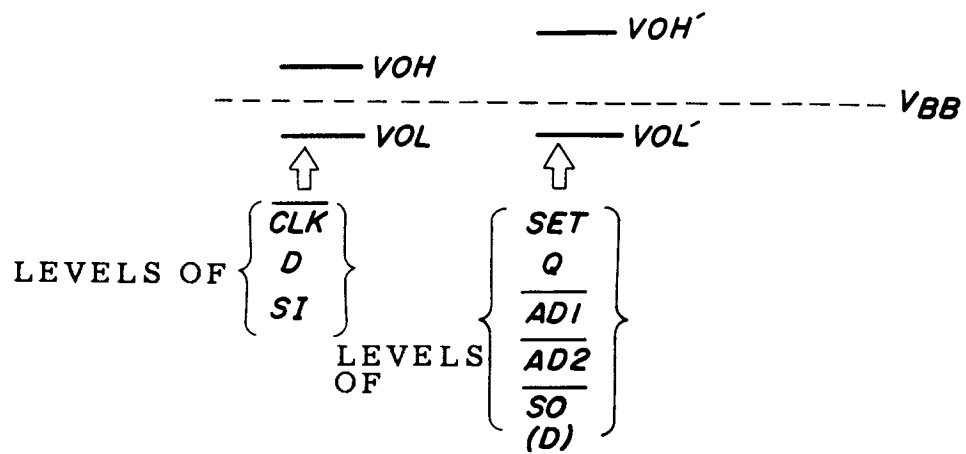 VOH´
VOH
VBB
VOL
VOL´
CLK
D
SI
LEVELS OF
SET
Q
AD1
AD2
SO
(D)
LEVELS
OF